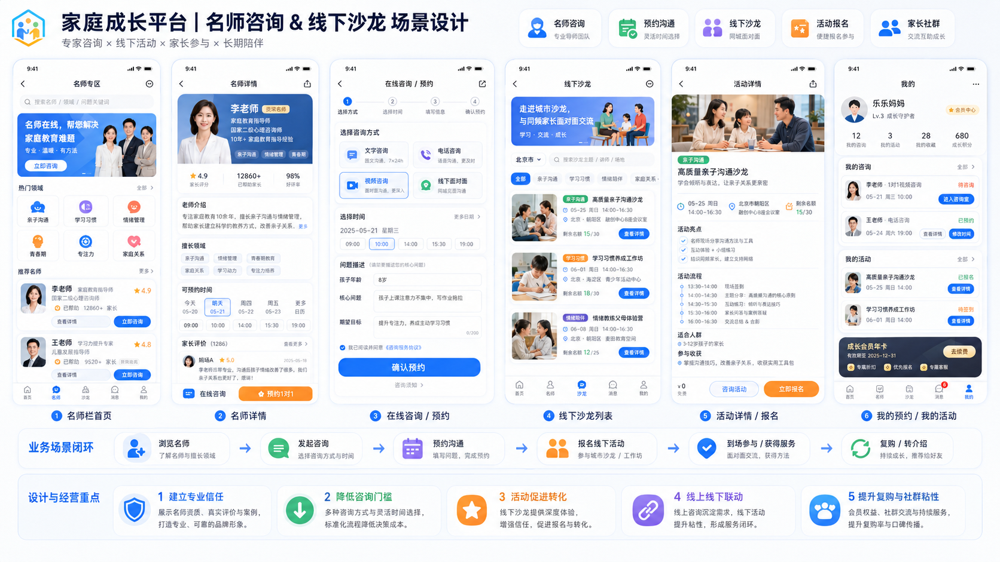 家庭成长平台 | 名师咨询 & 线下沙龙 场景设计
专家咨询 × 线下活动 × 家长参与 × 长期陪伴
名师咨询
专业导师团队
预约沟通
灵活时间选择
线下沙龙
同城面对面
活动报名
便捷报名参与
家长社群
交流互助成长
9:41
名师专区
搜索名师 / 领域 / 问题关键词
名师在线，帮您解决
家庭教育难题
专业 · 温暖 · 有方法
立即咨询
热门领域
全部
亲子沟通
学习习惯
情绪管理
青春期
专注力
家庭关系
推荐名师
更多
李老师 家庭教育指导师
4.9
国家二级心理咨询师
已帮助 12860+ 家长
查看详情
立即咨询
王老师 学习力提升专家
4.8
儿童发展指导师
已帮助 9520+ 家长
查看详情
立即咨询
首页
名师
沙龙
消息
我的
9:41
名师详情
李老师
资深名师
家庭教育指导师
国家二级心理咨询师
10年+ 家庭教育指导经验
亲子沟通
情绪管理
青春期
4.9
家长评分
12860+
已帮助家长
98%
好评率
老师介绍
专注家庭教育10余年，擅长亲子沟通与情绪管理，
帮助家长建立科学的教养方式，改善亲子关系。 更多
擅长领域
亲子沟通
情绪管理
青春期教育
家庭关系
学习动力
专注力培养
可预约时间
今天
05-20
明天
05-21
周四
05-22
周五
05-23
更多
日历
09:00
10:00
14:00
15:30
19:00
家长评价 (1286)
查看更多
妈妈A
5.0
2025-05-18
李老师非常专业，沟通后孩子情绪改善了很多，我们
亲子关系也更好了，感谢！
在线咨询
预约1对1
9:41
在线咨询 / 预约
1
2
3
4
选择方式
选择时间
填写信息
确认预约
选择咨询方式
文字咨询
图文沟通，7×24h
电话咨询
语音沟通，更及时
视频咨询
面对面沟通，更深入
线下面对面
同城见面沟通
选择时间
更多日期
2025-05-21 星期三
09:00
10:00
14:00
15:30
19:00
问题描述 (请简要描述您的核心问题)
孩子年龄
8岁
核心问题
孩子上课注意力不集中，写作业拖拉
期望目标
提升专注力，养成主动学习习惯
0/200
我已阅读并同意《咨询服务协议》
确认预约
咨询须知
9:41
线下沙龙
走进城市沙龙，
与同频家长面对面交流
学习 · 交流 · 成长
北京市
搜索沙龙主题 / 讲师 / 场地
全部
亲子沟通
学习习惯
情绪陪伴
家庭关系
亲子沟通
高质量亲子沟通沙龙
05-25 周日 14:00-16:30
北京 · 朝阳区 融创中心8座会议室
剩余名额 15/30
查看详情
学习习惯
学习习惯养成工作坊
06-01 周日 14:00-16:30
北京 · 海淀区 青少年活动中心
剩余名额 18/30
查看详情
情绪陪伴
情绪教练父母体验营
06-08 周日 14:00-16:30
北京 · 朝阳区 麦田教育空间
剩余名额 12/25
查看详情
首页
名师
沙龙
消息
我的
9:41
活动详情
亲子沟通
高质量亲子沟通沙龙
学会倾听与表达，让亲子关系更亲密
05-25 周日
14:00-16:30
北京市朝阳区
融创中心8座会议室
剩余名额
15/30
活动亮点
名师现场分享沟通方法与工具
互动体验 + 小组练习
结识同频家长，建立支持网络
活动流程
13:30-14:00 现场签到
14:00-14:30 主题分享：高质量沟通的核心原则
14:30-15:30 互动练习：倾听与表达技巧
15:30-16:00 家长问答与案例答疑
16:00-16:30 交流总结 & 合影
适合人群
3-12岁孩子的家长
参与收获
掌握沟通技巧，改善亲子关系，收获实用工具包
¥ 0
免费
咨询活动
立即报名
9:41
我的
乐乐妈妈
Lv.3 成长守护者
会员中心
12
我的咨询
3
我的活动
28
我的收藏
680
成长积分
我的咨询
全部
李老师 · 1对1视频咨询
待咨询
05-21 周三 10:00
进入咨询室
王老师 · 电话咨询
已预约
05-24 周六 19:00
查看详情
修改时间
我的活动
全部
高质量亲子沟通沙龙
已报名
05-25 周日 14:00
查看详情
学习习惯养成工作坊
待签到
06-01 周日 14:00
查看详情
成长会员年卡
有效期至 2025-12-31
去续费
专属折扣
优先报名
专属客服
首页
名师
沙龙
6
消息
我的
1 名师栏首页
2 名师详情
3 在线咨询 / 预约
4 线下沙龙列表
5 活动详情 / 报名
6 我的预约 / 我的活动
业务场景闭环
浏览名师
了解名师与擅长领域
发起咨询
选择咨询方式与时间
预约沟通
填写问题，完成预约
报名线下活动
参与城市沙龙 / 工作坊
到场参与 / 获得服务
面对面交流，获得方法
复购 / 转介绍
持续成长，推荐给好友
设计与经营重点
1 建立专业信任
展示名师资质、真实评价与案例，
打造专业、可靠的品牌形象。
2 降低咨询门槛
多种咨询方式与灵活时间选择，
标准化流程降低决策成本。
3 活动促进转化
线下沙龙提供深度体验，
增强信任，促进报名与转化。
4 线上线下联动
线上咨询沉淀需求，线下活动
提升粘性，形成服务闭环。
5 提升复购与社群粘性
会员权益、社群交流与持续服务，
提升复购率与口碑传播。